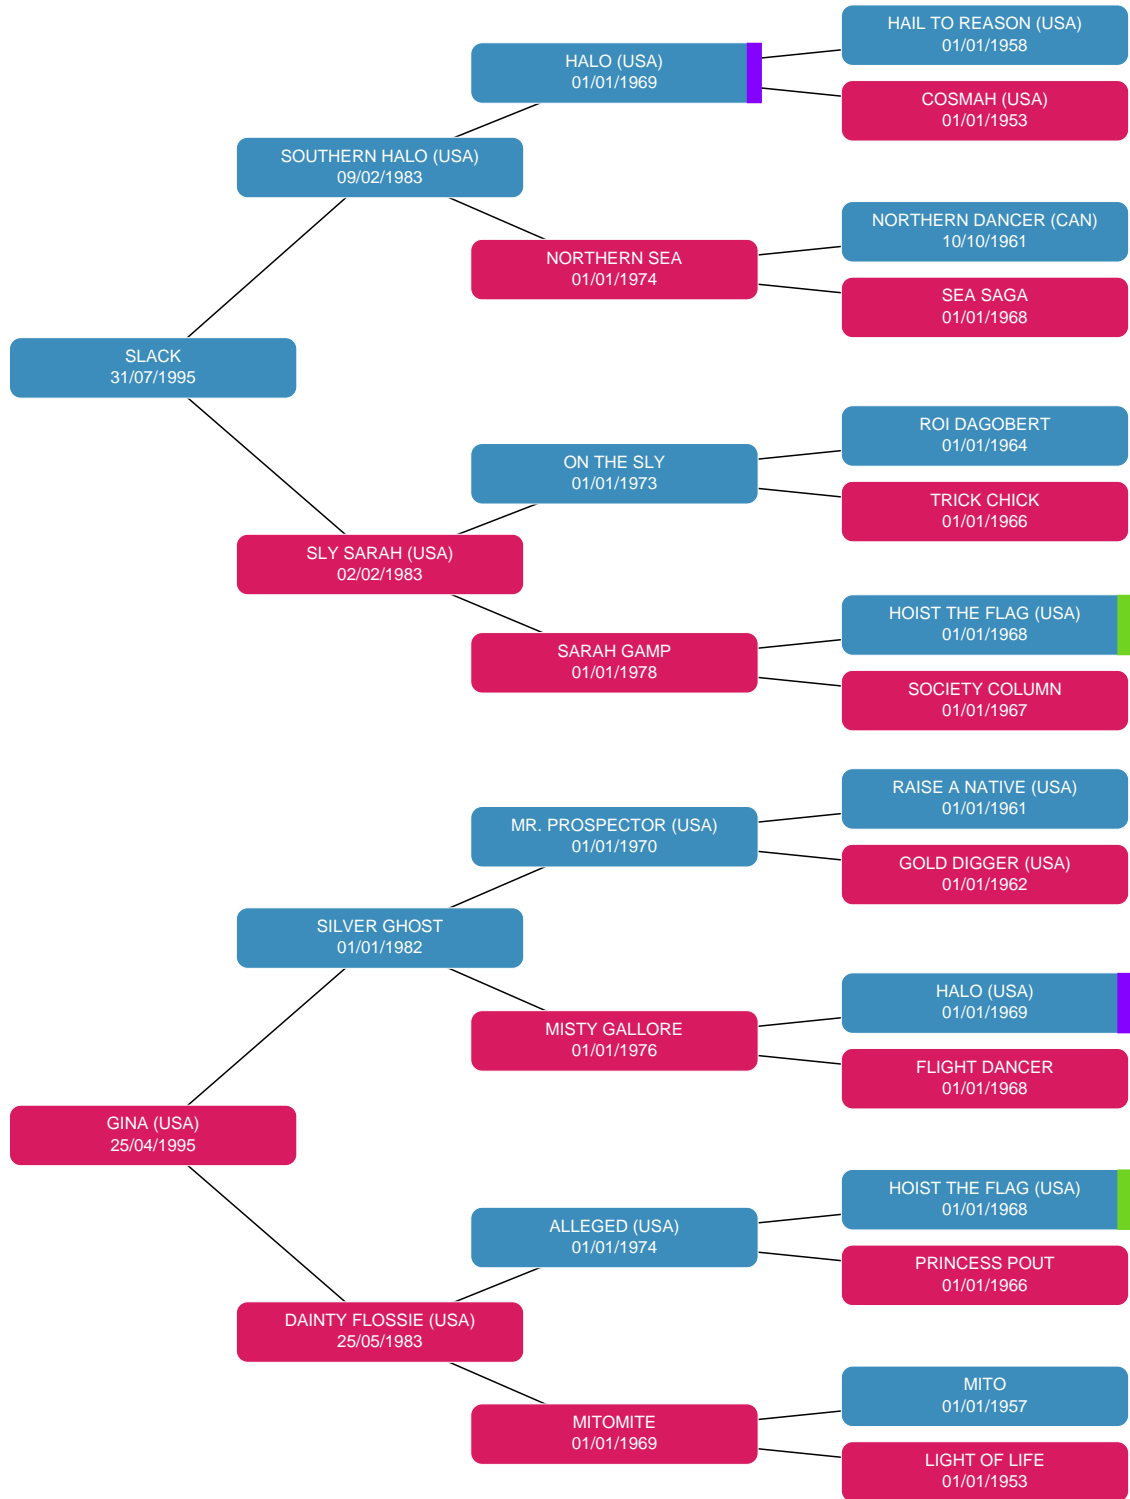 HAIL TO REASON (USA)
01/01/1958
HALO (USA)
01/01/1969
COSMAH (USA)
01/01/1953
SOUTHERN HALO (USA)
09/02/1983
NORTHERN DANCER (CAN)
10/10/1961
NORTHERN SEA
01/01/1974
SEA SAGA
01/01/1968
SLACK
31/07/1995
ROI DAGOBERT
01/01/1964
ON THE SLY
01/01/1973
TRICK CHICK
01/01/1966
SLY SARAH (USA)
02/02/1983
HOIST THE FLAG (USA)
01/01/1968
SARAH GAMP
01/01/1978
SOCIETY COLUMN
01/01/1967
RAISE A NATIVE (USA)
01/01/1961
MR. PROSPECTOR (USA)
01/01/1970
GOLD DIGGER (USA)
01/01/1962
SILVER GHOST
01/01/1982
HALO (USA)
01/01/1969
MISTY GALLORE
01/01/1976
FLIGHT DANCER
01/01/1968
GINA (USA)
25/04/1995
HOIST THE FLAG (USA)
01/01/1968
ALLEGED (USA)
01/01/1974
PRINCESS POUT
01/01/1966
DAINTY FLOSSIE (USA)
25/05/1983
MITO
01/01/1957
MITOMITE
01/01/1969
LIGHT OF LIFE
01/01/1953